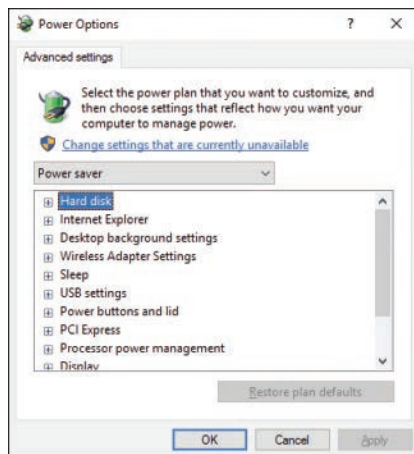 Power Options
Advanced settings
Select the power plan that you want to customize, and
then choose settings that reflect how you want your
computer to manage power.
Change settings that are currently unavailable
Power saver
Hard disk
Internet Explorer
Desktop background settings
Wireless Adapter Settings
Sleep
USB settings
Power buttons and lid
PCI Express
Processor power management
Display
Restore plan defaults
OK
Cancel
Apply